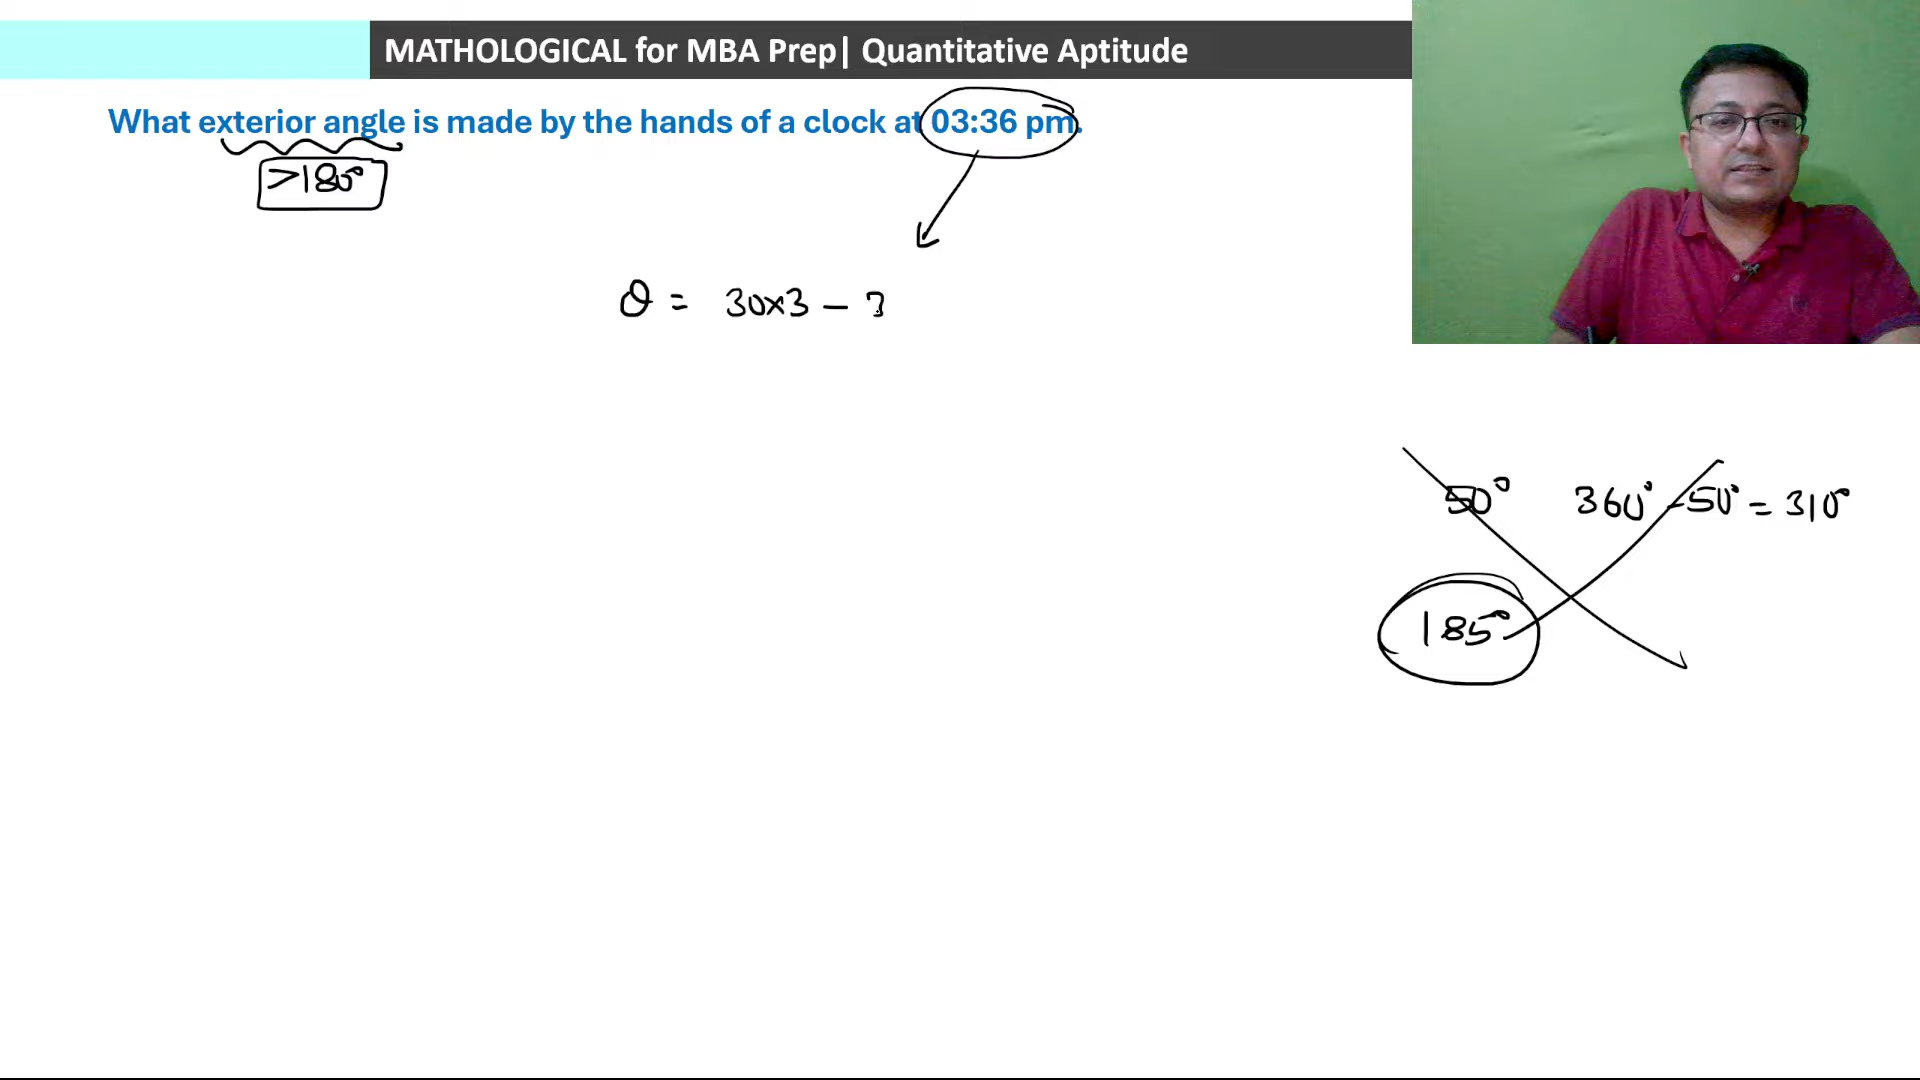 MATHOLOGICAL for MBA Prep| Quantitative Aptitude
What exterior angle is made by the hands of a clock at 03:36 pm.
>180°
θ = 30×3 −
50° 360° -50° = 310°
185°